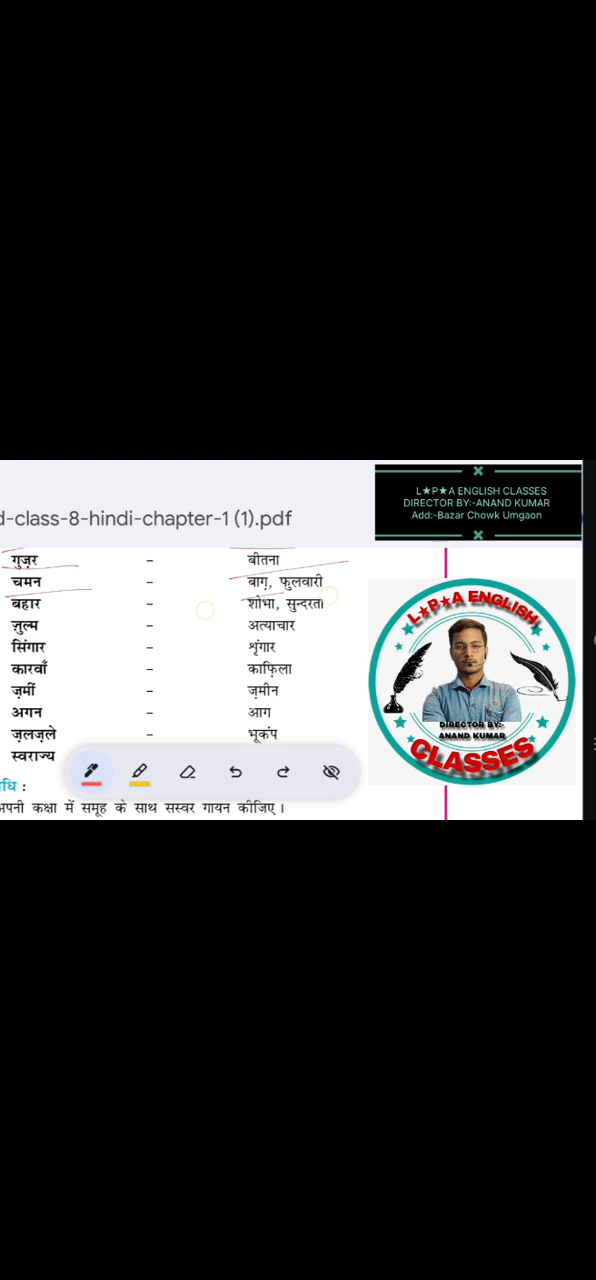 L★P★A ENGLISH CLASSES
DIRECTOR BY:-ANAND KUMAR
Add:-Bazar Chowk Umgaon
d-class-8-hindi-chapter-1 (1).pdf
गुज़र - बीतना
चमन - बाग़, फुलवारी
बहार - शोभा, सुन्दरता
ज़ुल्म - अत्याचार
सिंगार - शृंगार
कारवाँ - काफ़िला
ज़मीं - ज़मीन
अगन - आग
ज़लज़ले - भूकंप
स्वराज्य
धि :
अपनी कक्षा में समूह के साथ सस्वर गायन कीजिए।
L★P★A ENGLISH
DIRECTOR BY:-
ANAND KUMAR
CLASSES